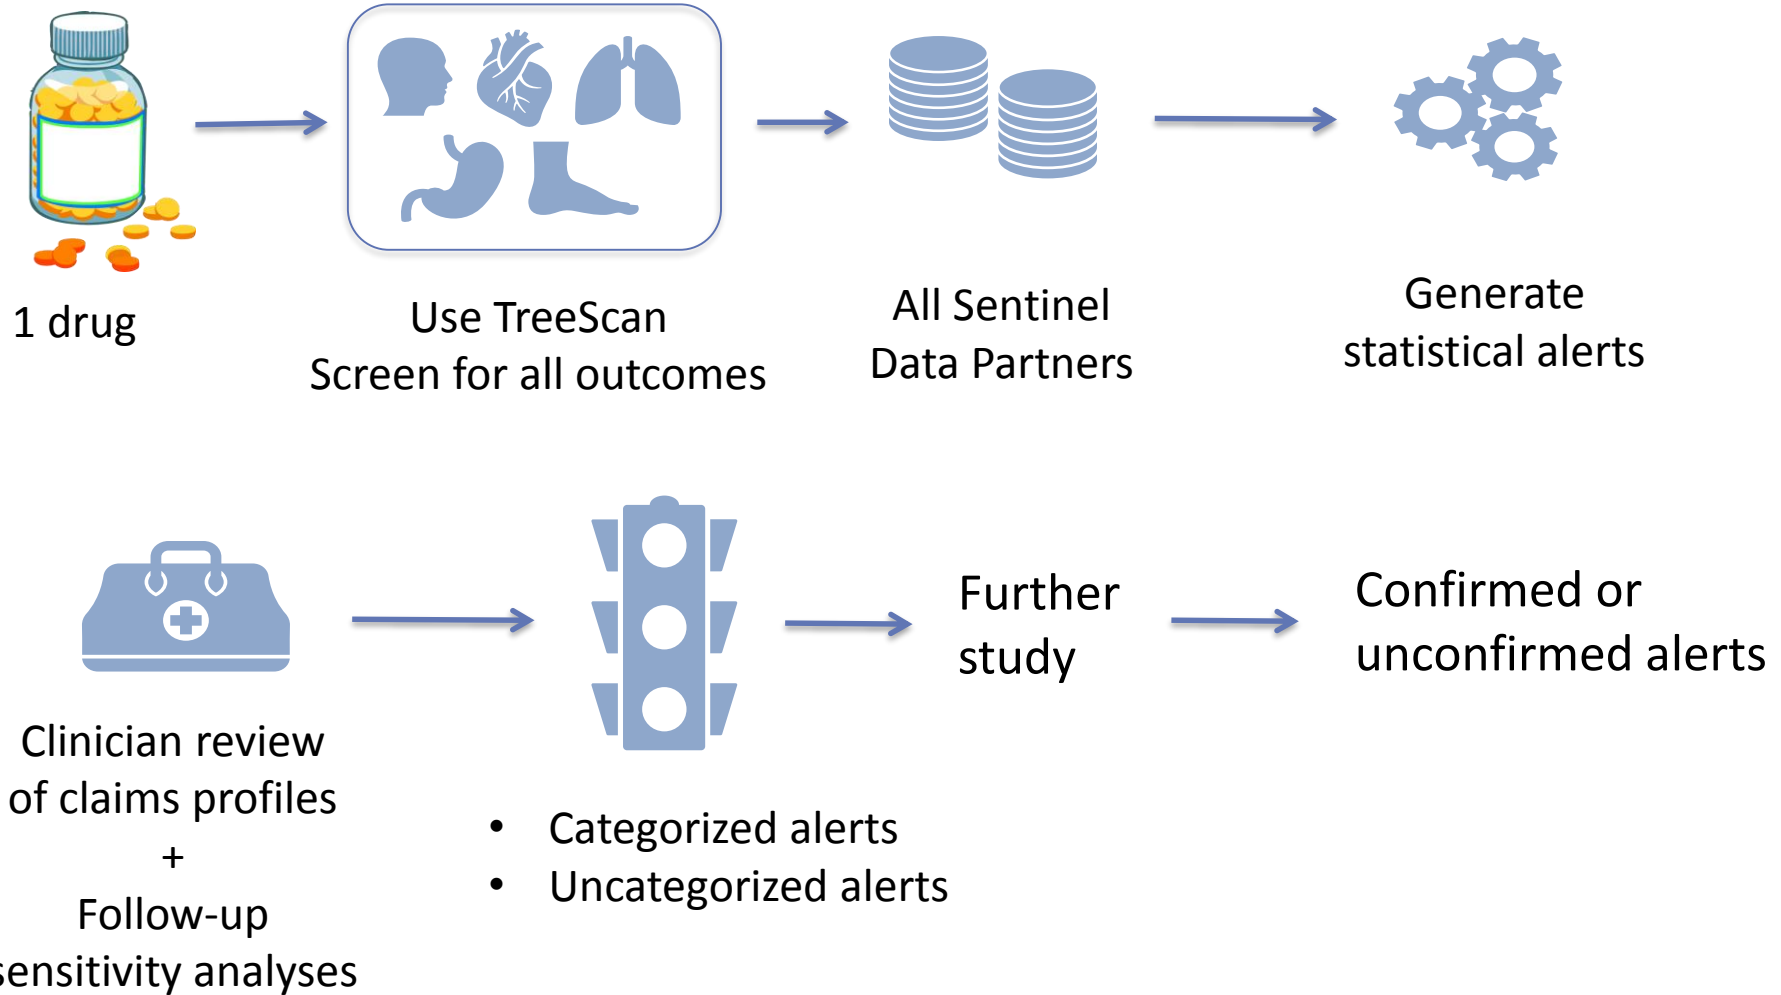 1 drug
Use TreeScan
Screen for all outcomes
All Sentinel
Data Partners
Generate
statistical alerts
Clinician review
of claims profiles
+
Follow-up
sensitivity analyses
• Categorized alerts
• Uncategorized alerts
Further
study
Confirmed or
unconfirmed alerts